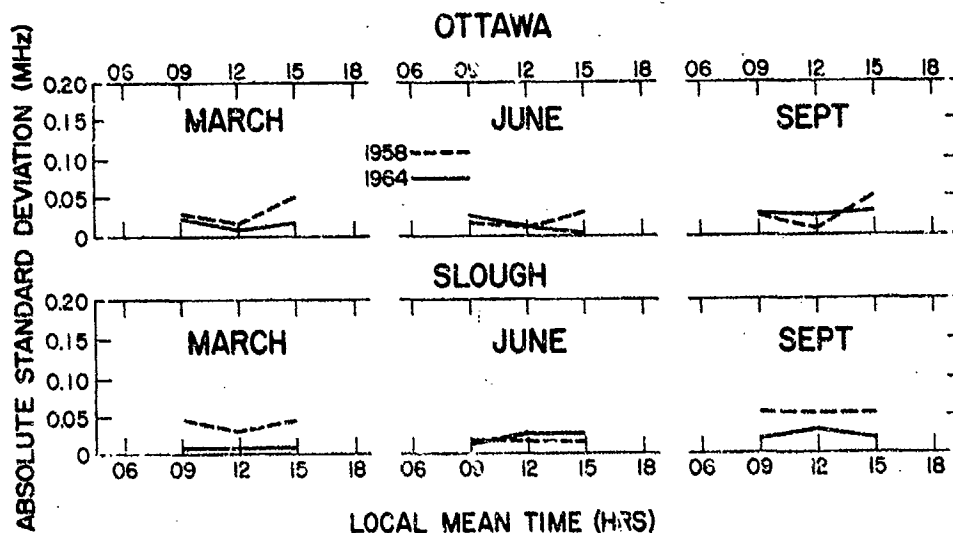 OTTAWA
06 09 12 15 18 06 0 12 15 18 06 09 12 15 18
0.20
MARCH JUNE SEPT
0.15
1958
0.10
1964
0.05
0
SLOUGH
0.20
MARCH JUNE SEPT
0.15
0.10
0.05
0
06 09 12 15 18 06 09 12 15 18 06 09 12 15 18
LOCAL MEAN TIME (HRS)
ABSOLUTE STANDARD DEVIATION (MHz)